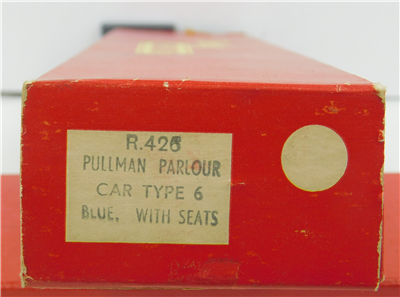 R.426
PULLMAN PARLOUR
CAR TYPE 6
BLUE, WITH SEATS